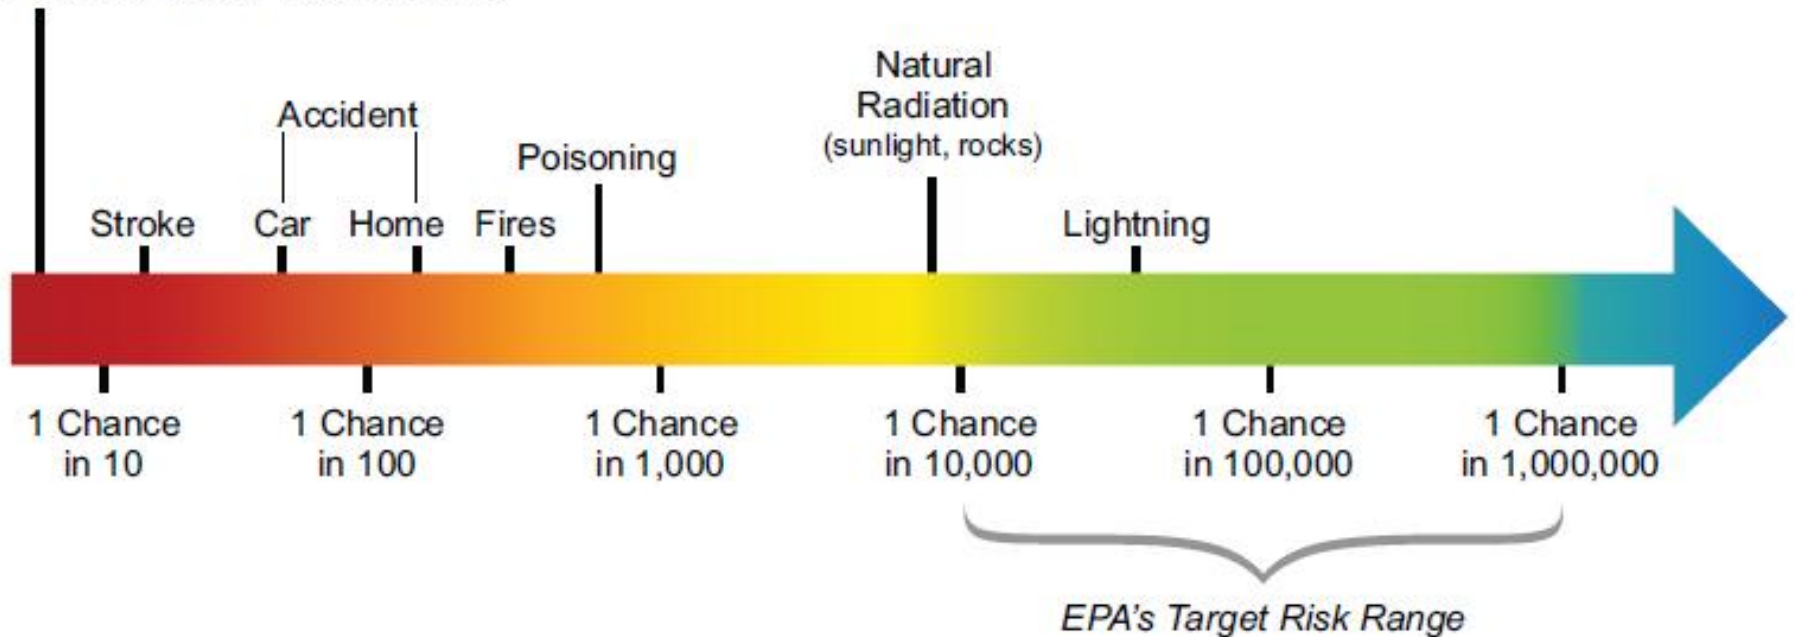 Natural
Radiation
(sunlight, rocks)
Accident
Poisoning
Stroke
Car
Home
Fires
Lightning
1 Chance
in 10
1 Chance
in 100
1 Chance
in 1,000
1 Chance
in 10,000
1 Chance
in 100,000
1 Chance
in 1,000,000
EPA's Target Risk Range